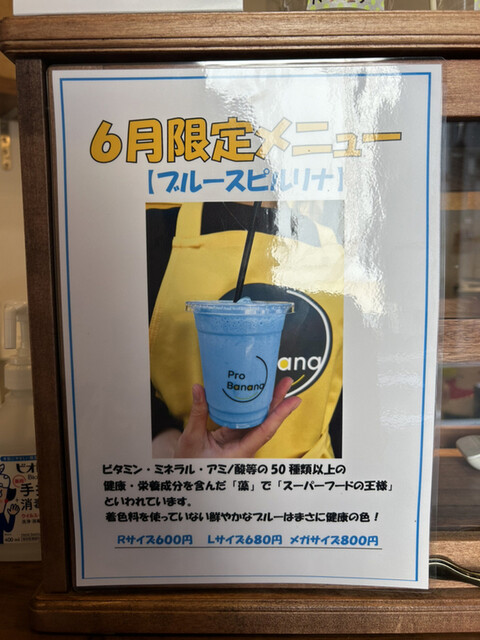 6月限定メニュー
【ブルースピルリナ】
ana
Pro
Banana
ビタミン・ミネラル・アミノ酸等の50種類以上の
健康・栄養成分を含んだ「藻」で「スーパーフードの王様」
といわれています。
着色料を使っていない鮮やかなブルーはまさに健康の色！
Rサイズ600円 Lサイズ680円 メガサイズ800円